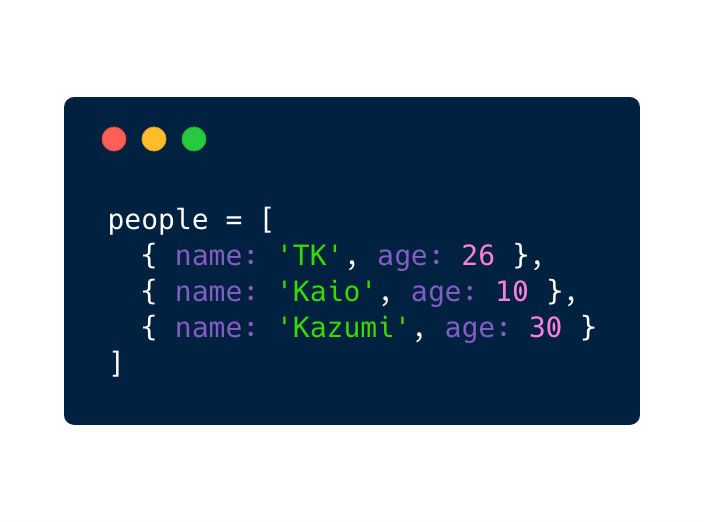 people = [
  { name: 'TK', age: 26 },
  { name: 'Kaio', age: 10 },
  { name: 'Kazumi', age: 30 }
]